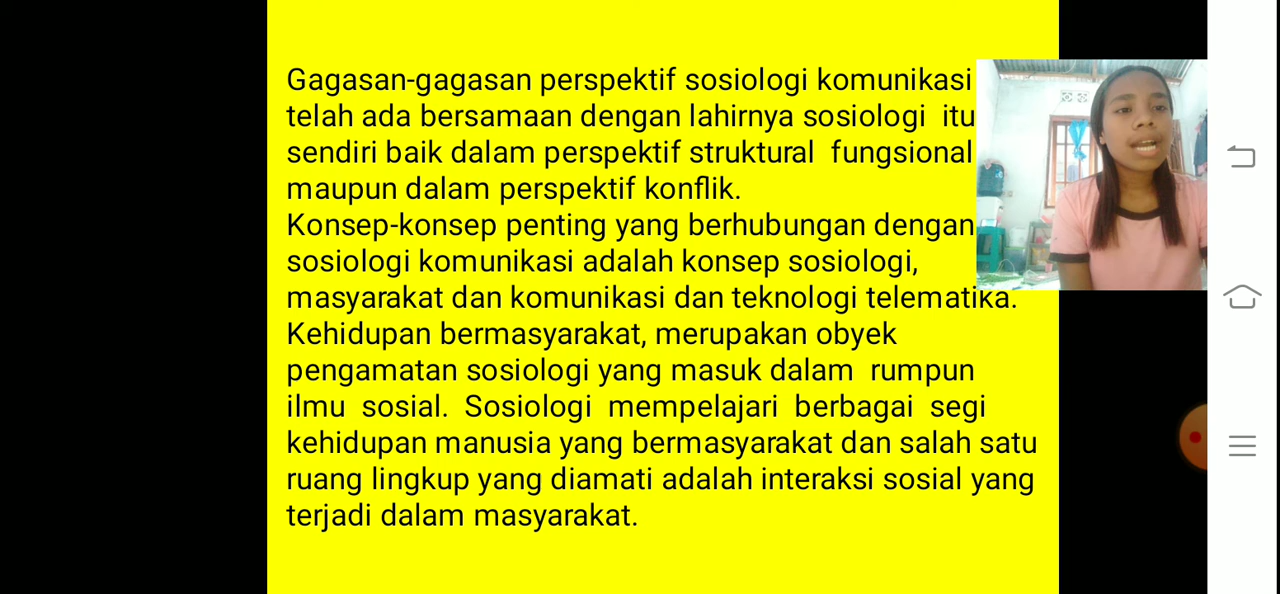 Gagasan-gagasan perspektif sosiologi komunikasi
telah ada bersamaan dengan lahirnya sosiologi itu
sendiri baik dalam perspektif struktural fungsional
maupun dalam perspektif konflik.
Konsep-konsep penting yang berhubungan dengan
sosiologi komunikasi adalah konsep sosiologi,
masyarakat dan komunikasi dan teknologi telematika.
Kehidupan bermasyarakat, merupakan obyek
pengamatan sosiologi yang masuk dalam rumpun
ilmu sosial. Sosiologi mempelajari berbagai segi
kehidupan manusia yang bermasyarakat dan salah satu
ruang lingkup yang diamati adalah interaksi sosial yang
terjadi dalam masyarakat.